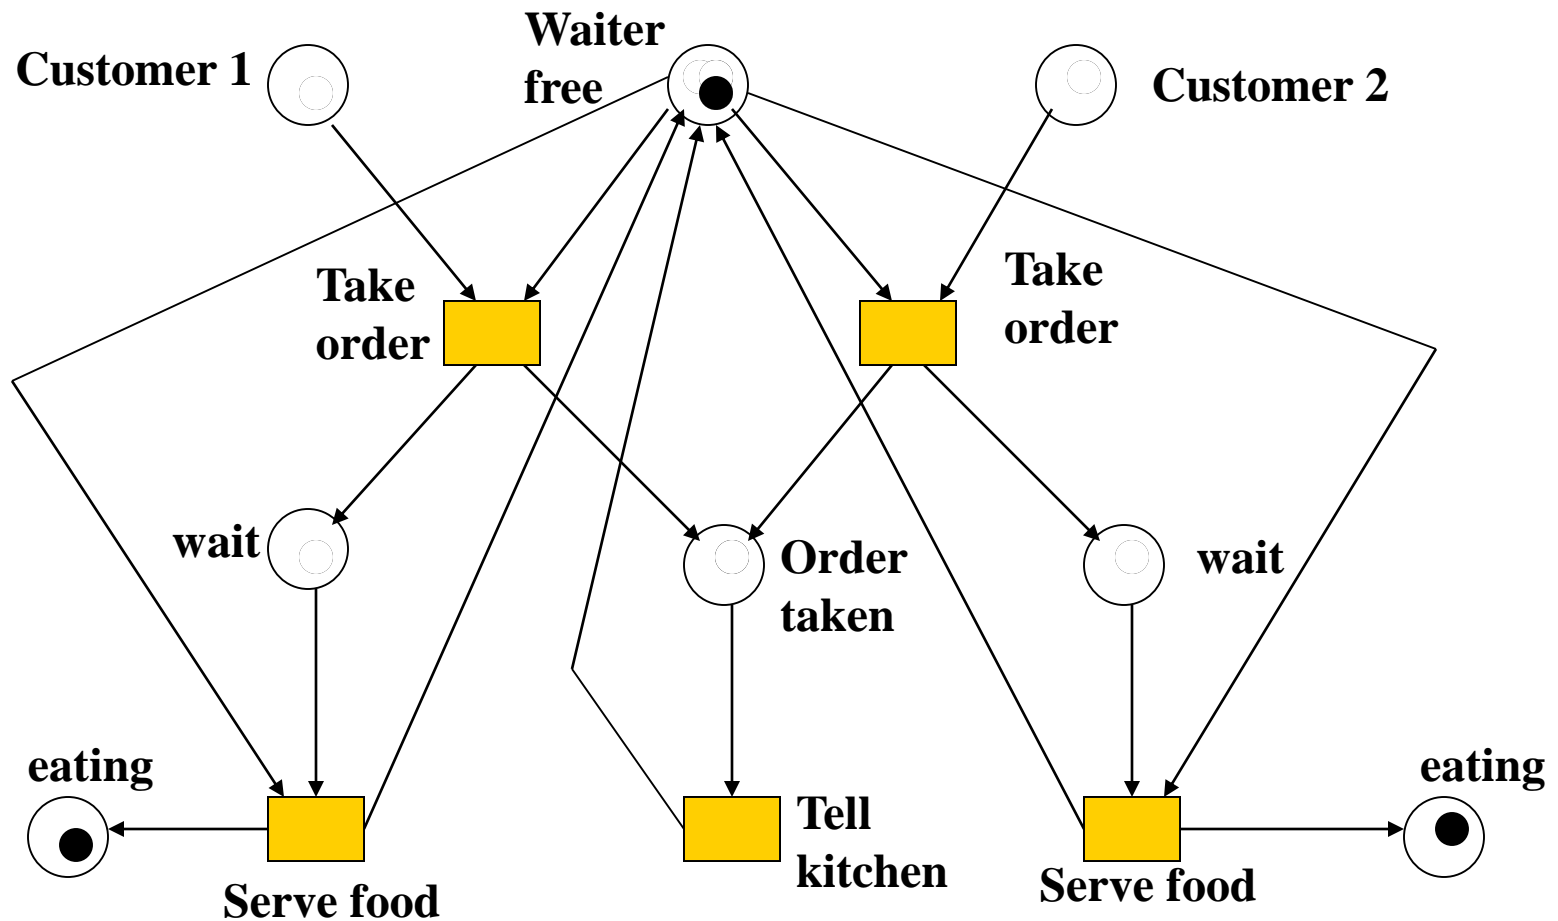 Customer 1
Waiter
free
Customer 2
Take
order
Take
order
wait
Order
taken
wait
eating
Serve food
Tell
kitchen
Serve food
eating